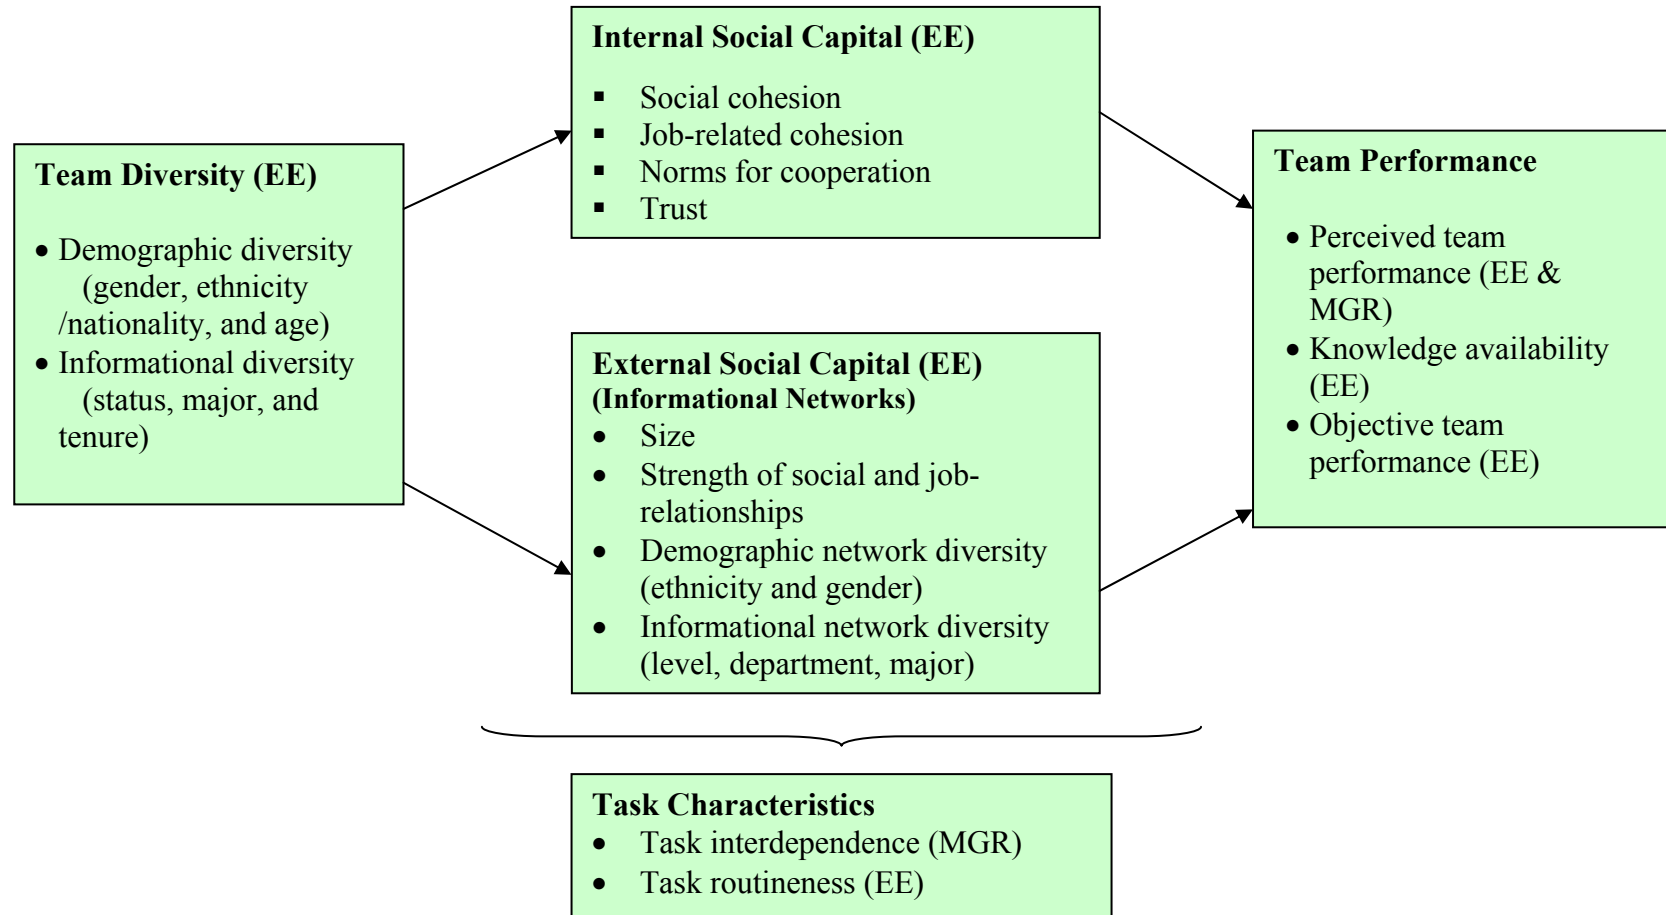 Internal Social Capital (EE)
▪ Social cohesion
▪ Job-related cohesion
▪ Norms for cooperation
▪ Trust
Team Diversity (EE)
• Demographic diversity
(gender, ethnicity
/nationality, and age)
• Informational diversity
(status, major, and
tenure)
External Social Capital (EE)
(Informational Networks)
• Size
• Strength of social and job-
relationships
• Demographic network diversity
(ethnicity and gender)
• Informational network diversity
(level, department, major)
Team Performance
• Perceived team
performance (EE &
MGR)
• Knowledge availability
(EE)
• Objective team
performance (EE)
Task Characteristics
• Task interdependence (MGR)
• Task routineness (EE)